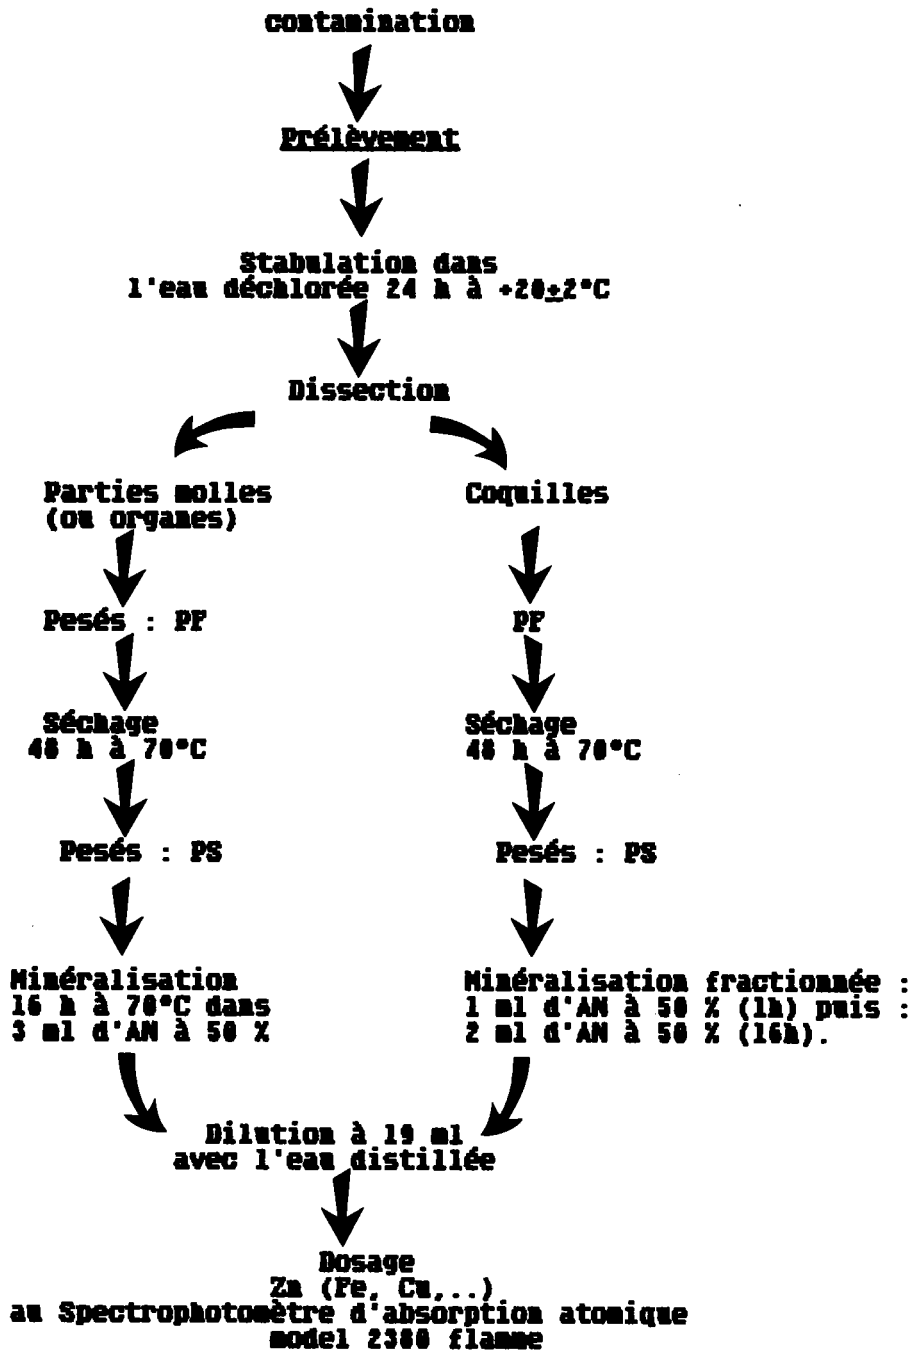 contamination
Prélèvement
Stabulation dans
l'eau déchlorée 24 h à +20±2°C
Dissection
Parties molles
(ou organes)
Pesés : PF
Séchage
48 h à 70°C
Pesés : PS
Minéralisation
16 h à 70°C dans
3 ml d'AN à 50 %
Coquilles
PF
Séchage
48 h à 70°C
Pesés : PS
Minéralisation fractionnée :
1 ml d'AN à 50 % (1h) puis :
2 ml d'AN à 50 % (16h).
Dilution à 19 ml
avec l'eau distillée
Dosage
Zn (Fe, Cu,..)
au Spectrophotomètre d'absorption atomique
model 2380 flamme